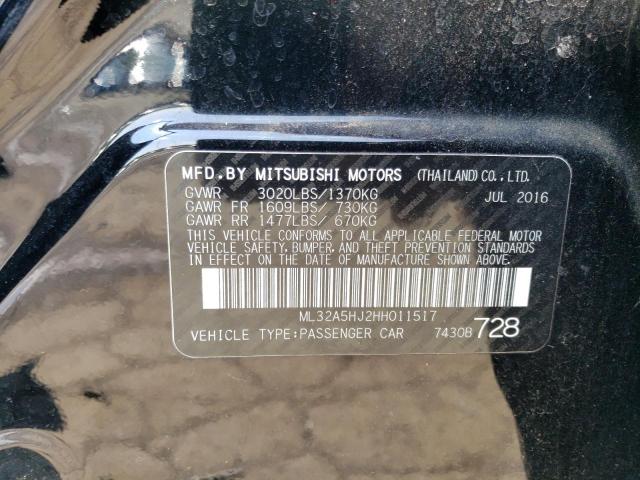 MFD.BY MITSUBISHI MOTORS (THAILAND)CO.,LTD.
GVWR 3020LBS/1370KG JUL 2016
GAWR FR 1609LBS/ 730KG
GAWR RR 1477LBS/ 670KG
THIS VEHICLE CONFORMS TO ALL APPLICABLE FEDERAL MOTOR
VEHICLE SAFETY, BUMPER, AND THEFT PREVENTION STANDARDS
IN EFFECT ON THE DATE OF MANUFACTURE SHOWN ABOVE.
ML32A5HJ2HH011517
VEHICLE TYPE:PASSENGER CAR 74308 728